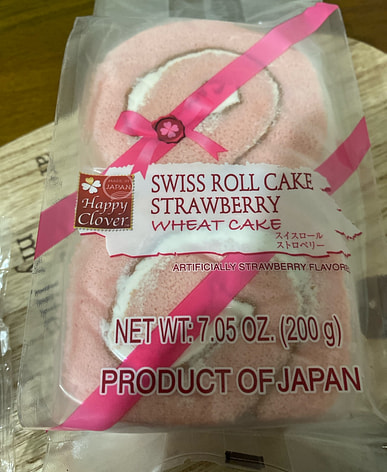 MADE IN
JAPAN
Happy
Clover
SWISS ROLL CAKE
STRAWBERRY
WHEAT CAKE
スイスロール
ストロベリー
ARTIFICIALLY STRAWBERRY FLAVORE
NET WT: 7.05 OZ. (200 g)
PRODUCT OF JAPAN